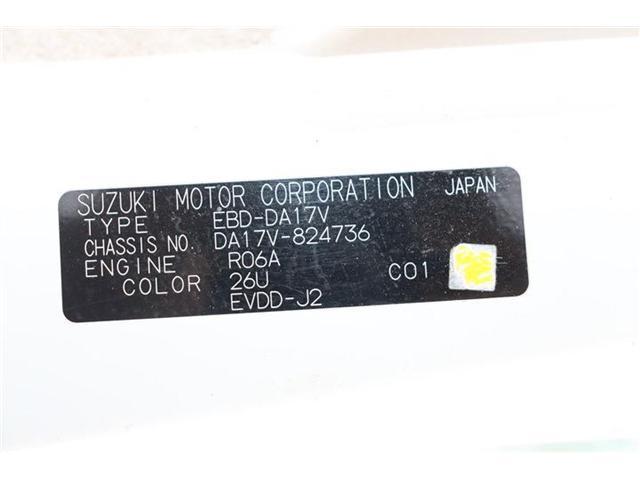 SUZUKI MOTOR CORPORATION JAPAN
TYPE EBD-DA17V
CHASSIS NO. DA17V-824736
ENGINE R06A C01
COLOR 26U
EVDD-J2